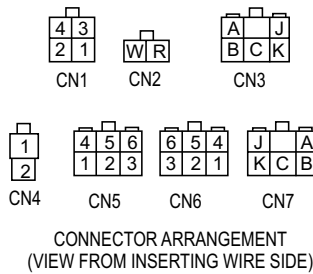 4 3 A J
2 1 W R B C K
CN1 CN2 CN3
1 4 5 6 6 5 4 J A
2 1 2 3 3 2 1 K C B
CN4 CN5 CN6 CN7
CONNECTOR ARRANGEMENT
(VIEW FROM INSERTING WIRE SIDE)